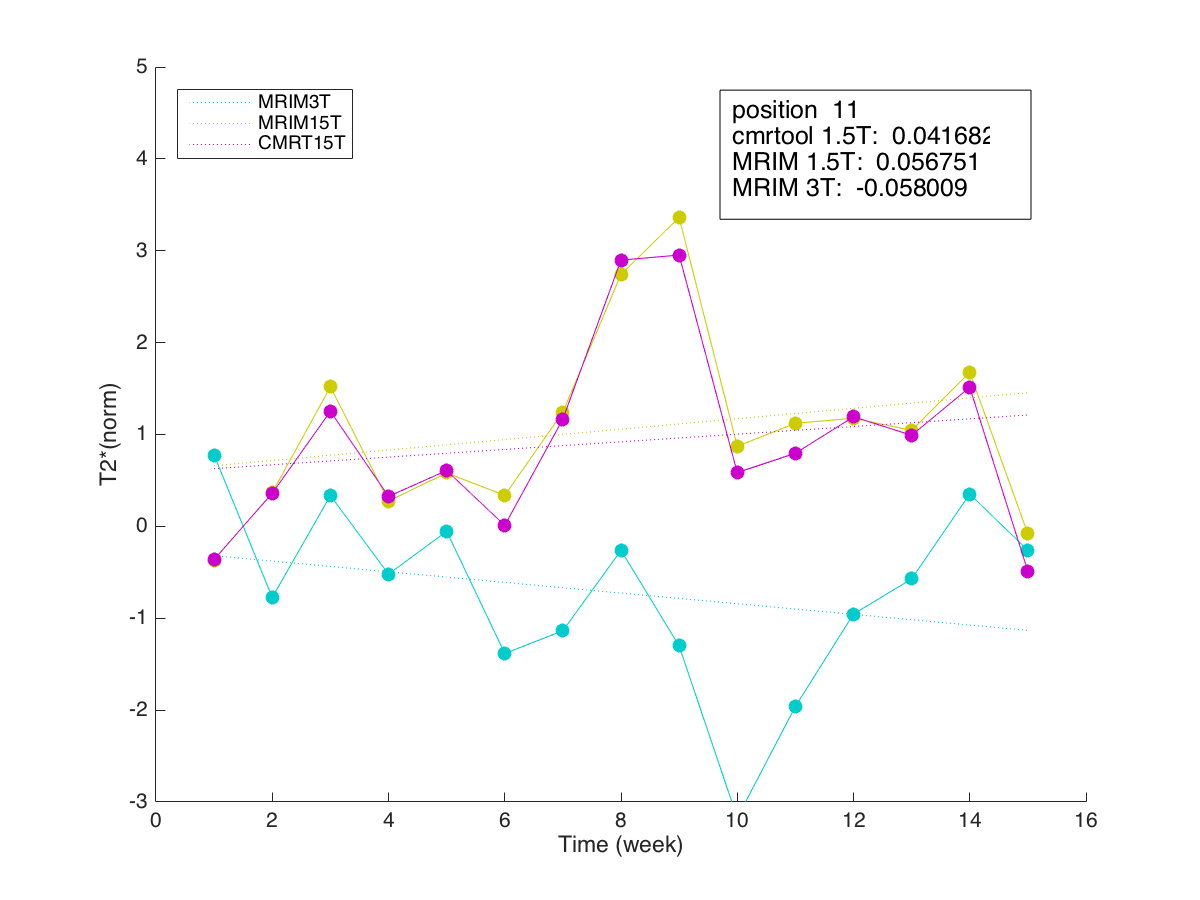 5
4
3
2
1
0
-1
-2
-3
0 2 4 6 8 10 12 14 16
Time (week)
T2*(norm)
MRIM3T
MRIM15T
CMRT15T
position 11
cmrtool 1.5T: 0.041682
MRIM 1.5T: 0.056751
MRIM 3T: -0.058009